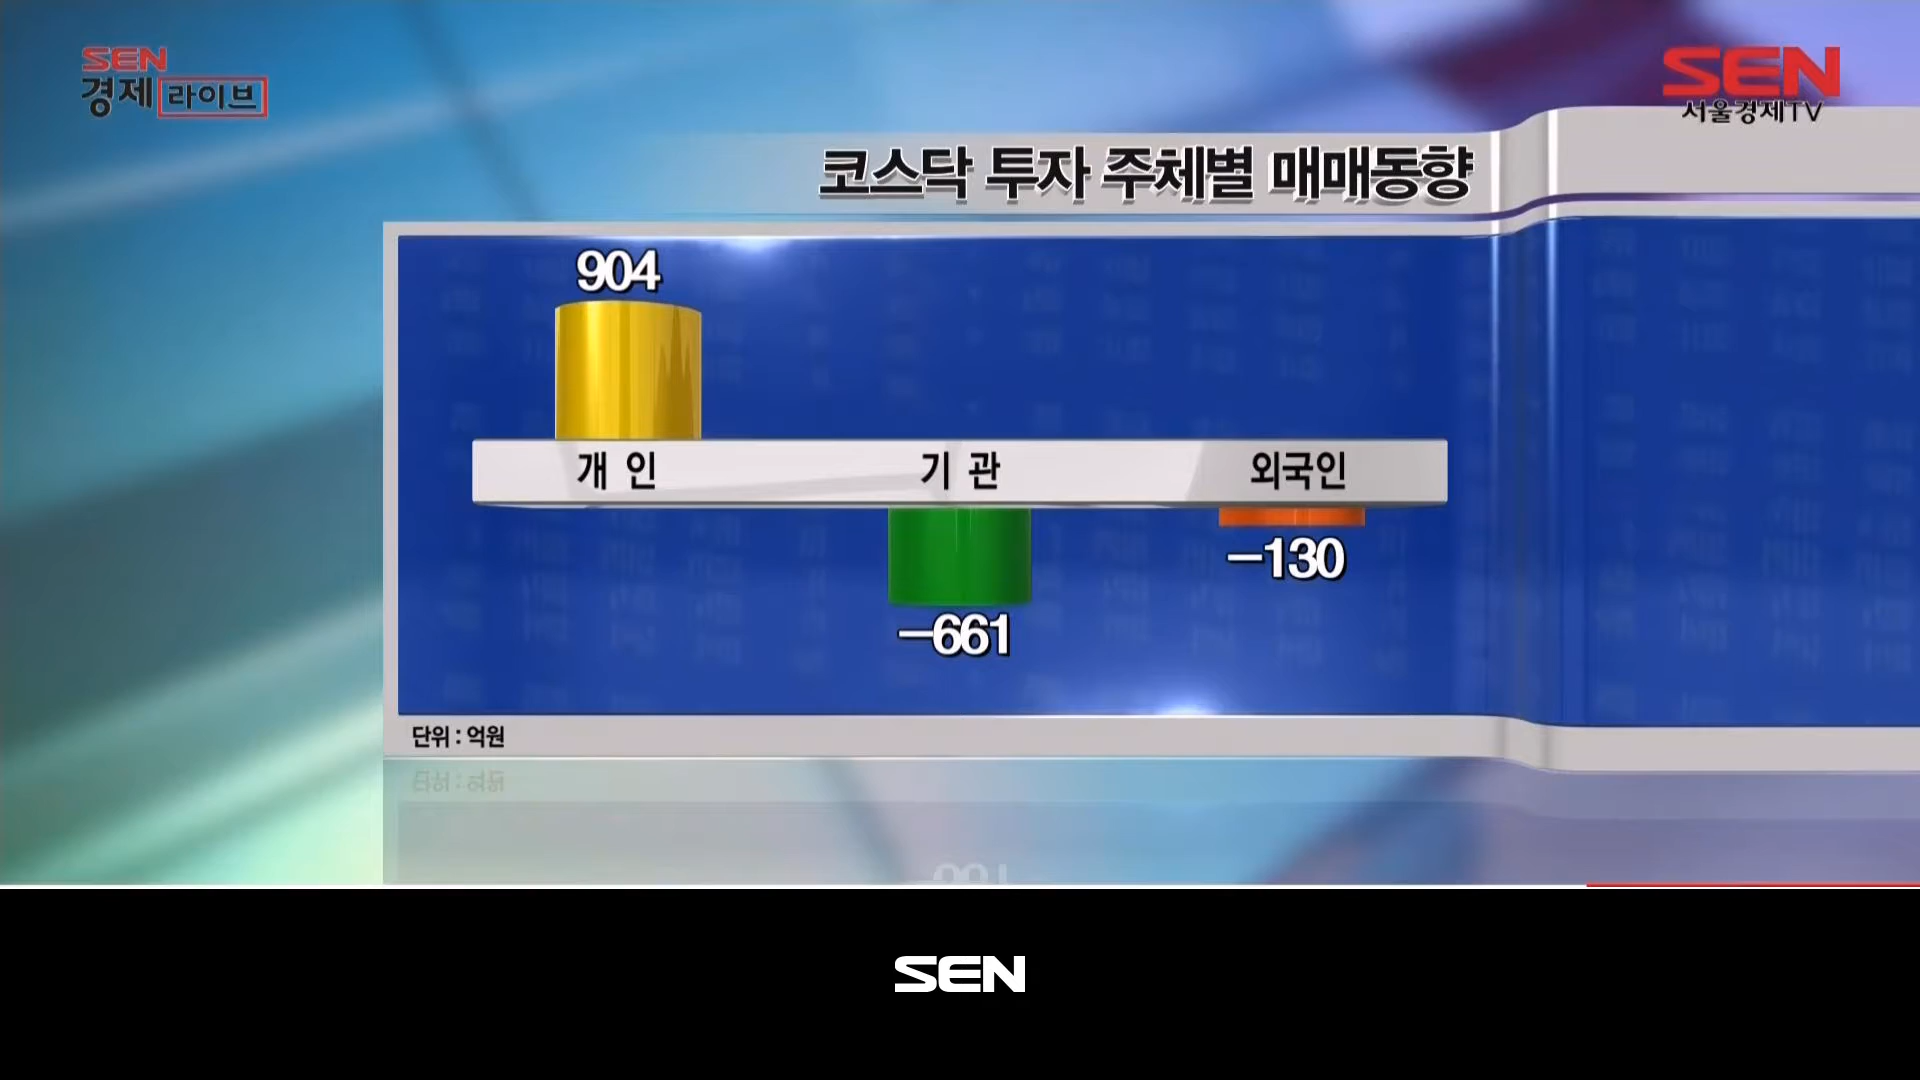 SEN
경제 라이브
SEN
서울경제TV
코스닥 투자 주체별 매매동향
904
개 인
기 관
외국인
-661
-130
단위 : 억원
SEN